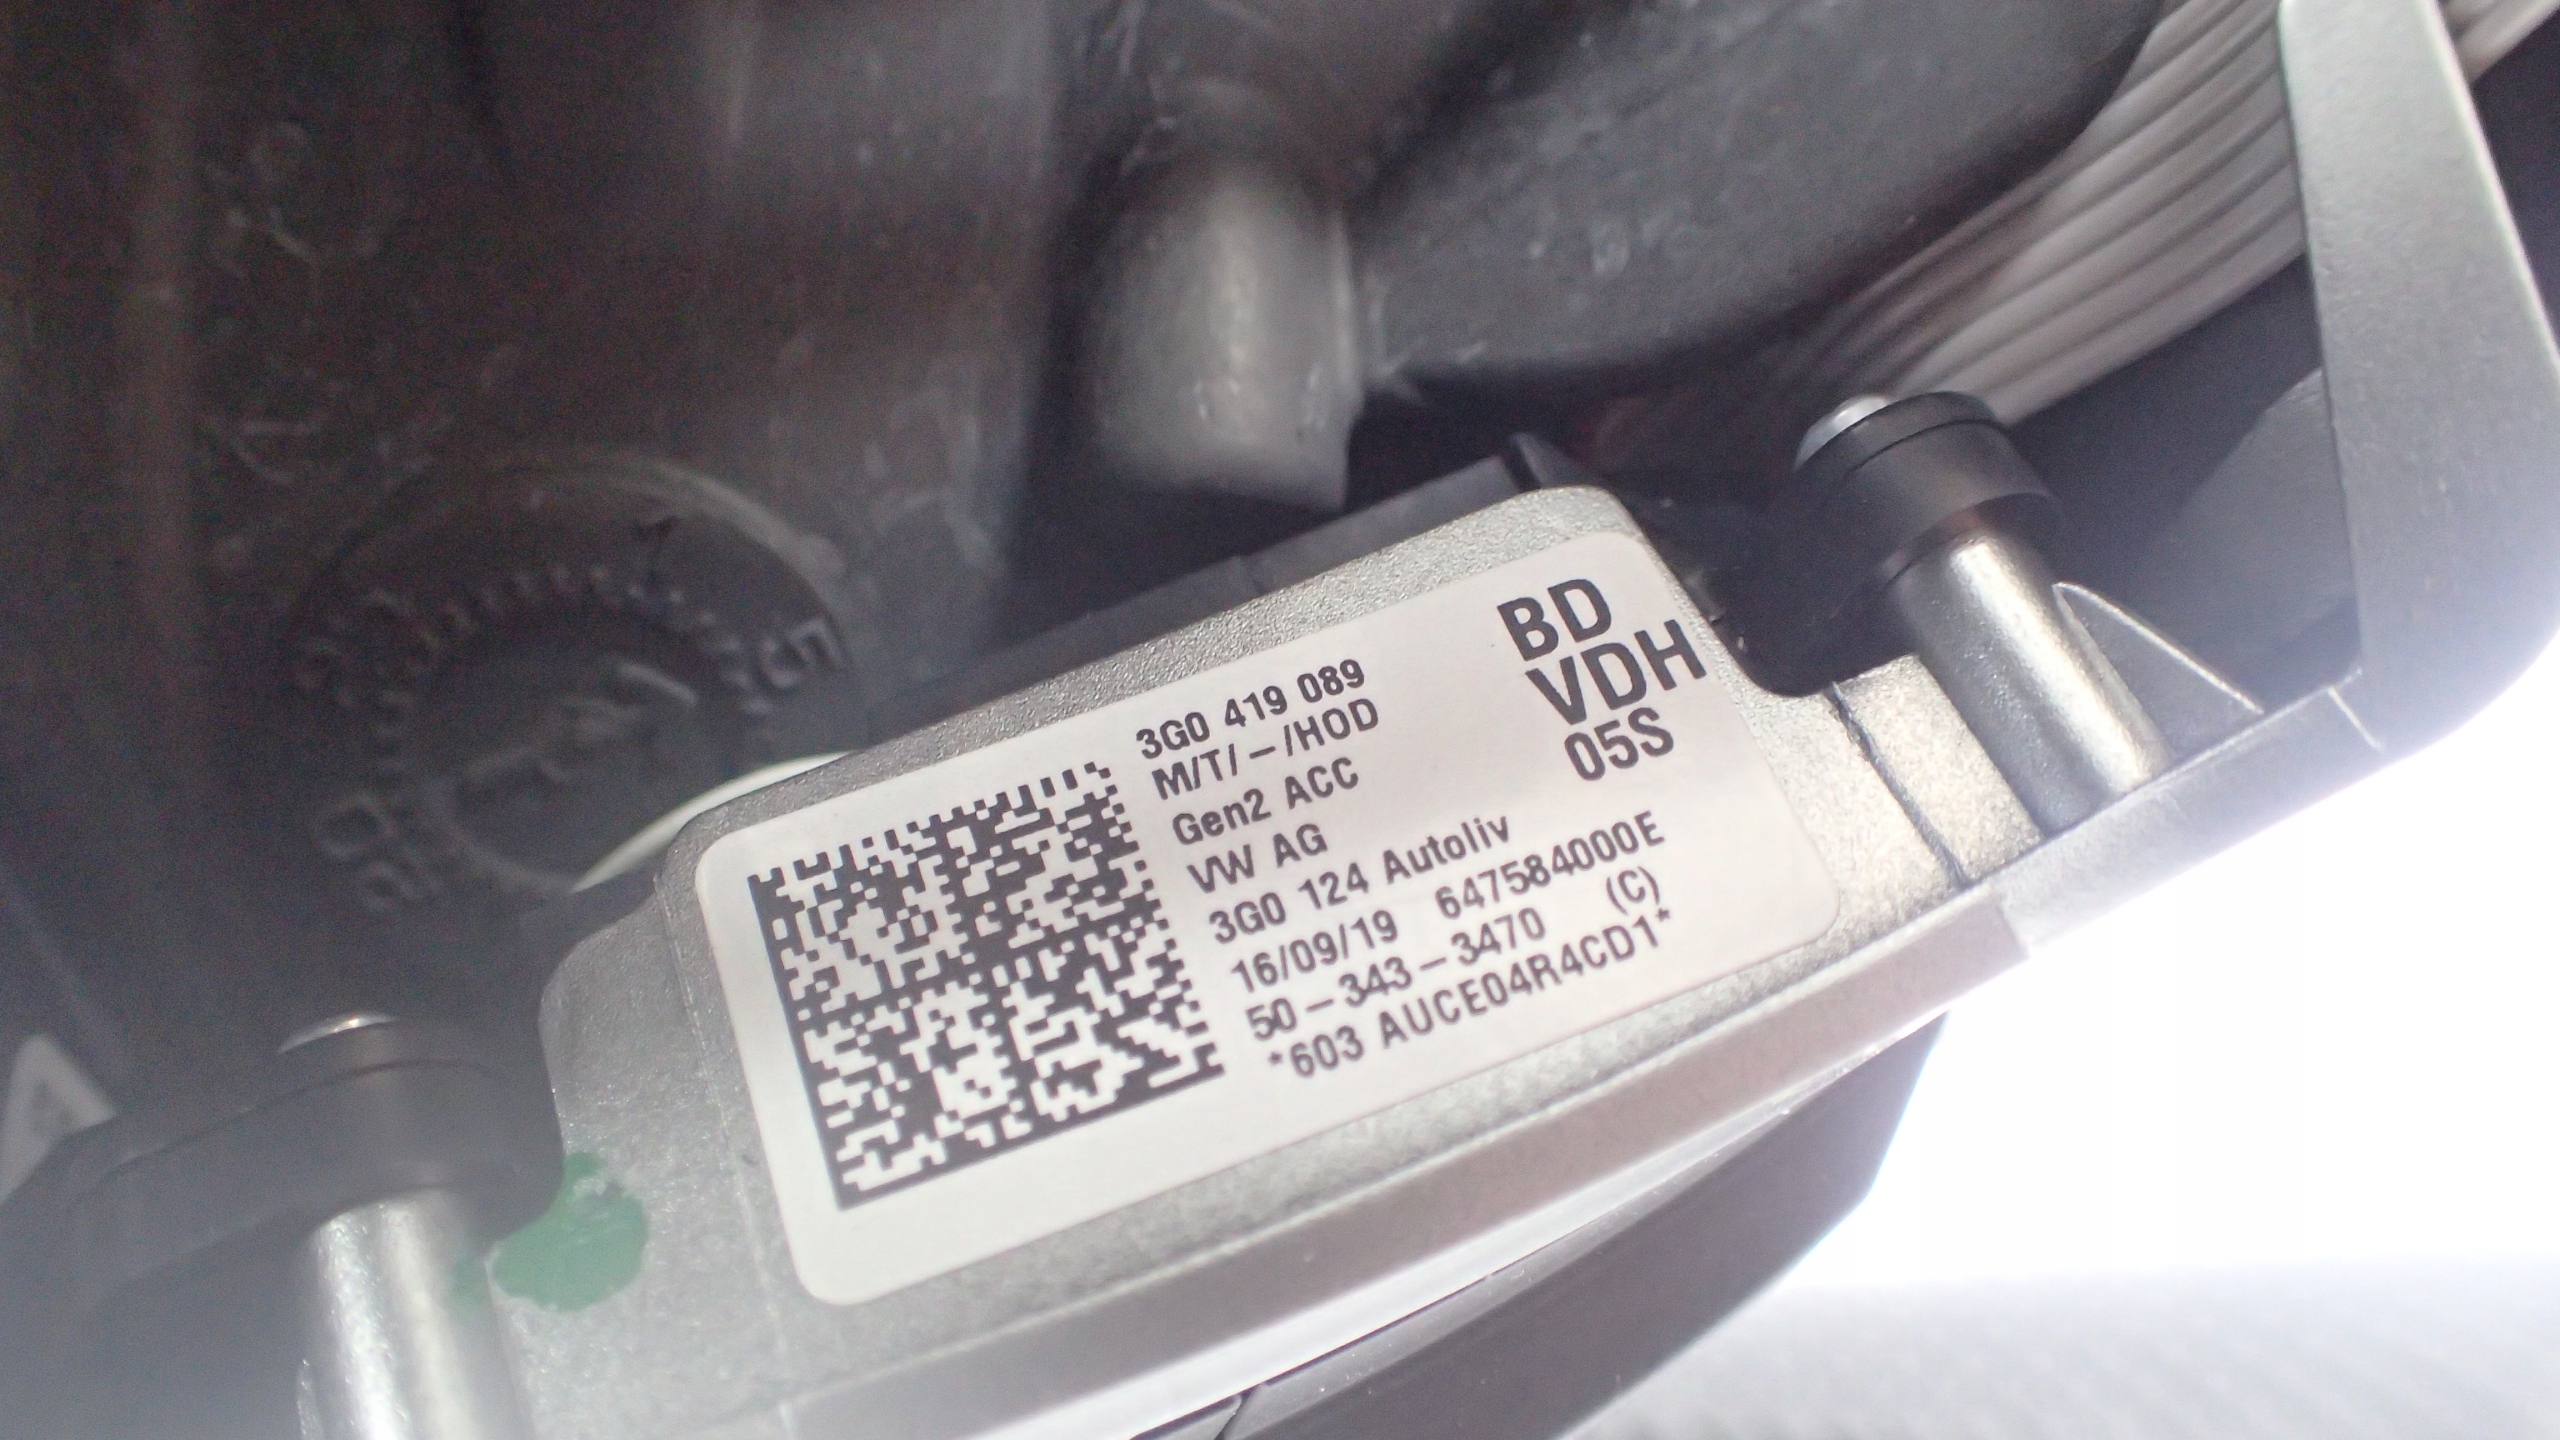 3G0 419 089
M/T/–/HOD
Gen2 ACC
VW AG
3G0 124 Autoliv
16/09/19 647584000E
50–343–3470 (C)
*603 AUCE04R4CD1*
BD
VDH
05S
5